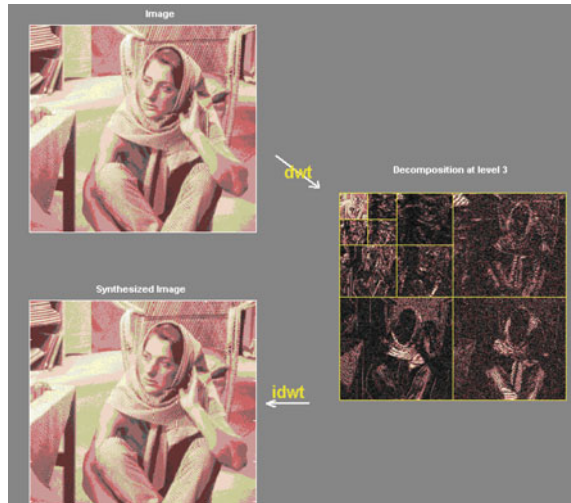 Image
dwt
Decomposition at level 3
Synthesized Image
idwt